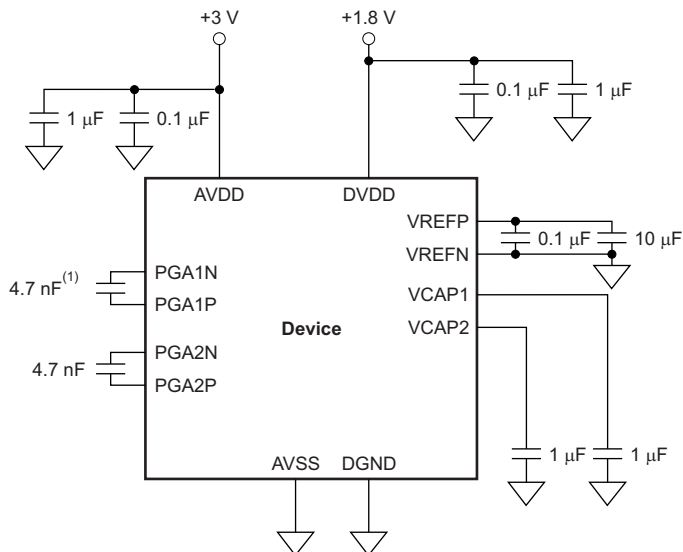 +3 V
+1.8 V
1 μF
0.1 μF
0.1 μF
1 μF
AVDD
DVDD
VREFP
VREFN
0.1 μF
10 μF
PGA1N
PGA1P
4.7 nF(1)
VCAP1
VCAP2
Device
PGA2N
PGA2P
4.7 nF
1 μF
1 μF
AVSS
DGND